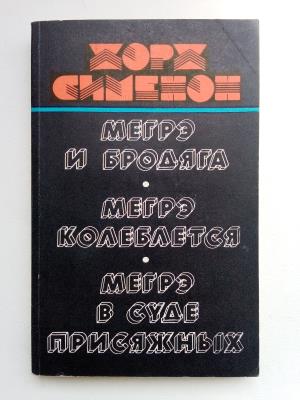 ЖОРЖ
СИМЕНОН
МЕГРЭ
И БРОДЯГА
•
МЕГРЭ
КОЛЕБЛЕТСЯ
•
МЕГРЭ
В СУДЕ
ПРИСЯЖНЫХ